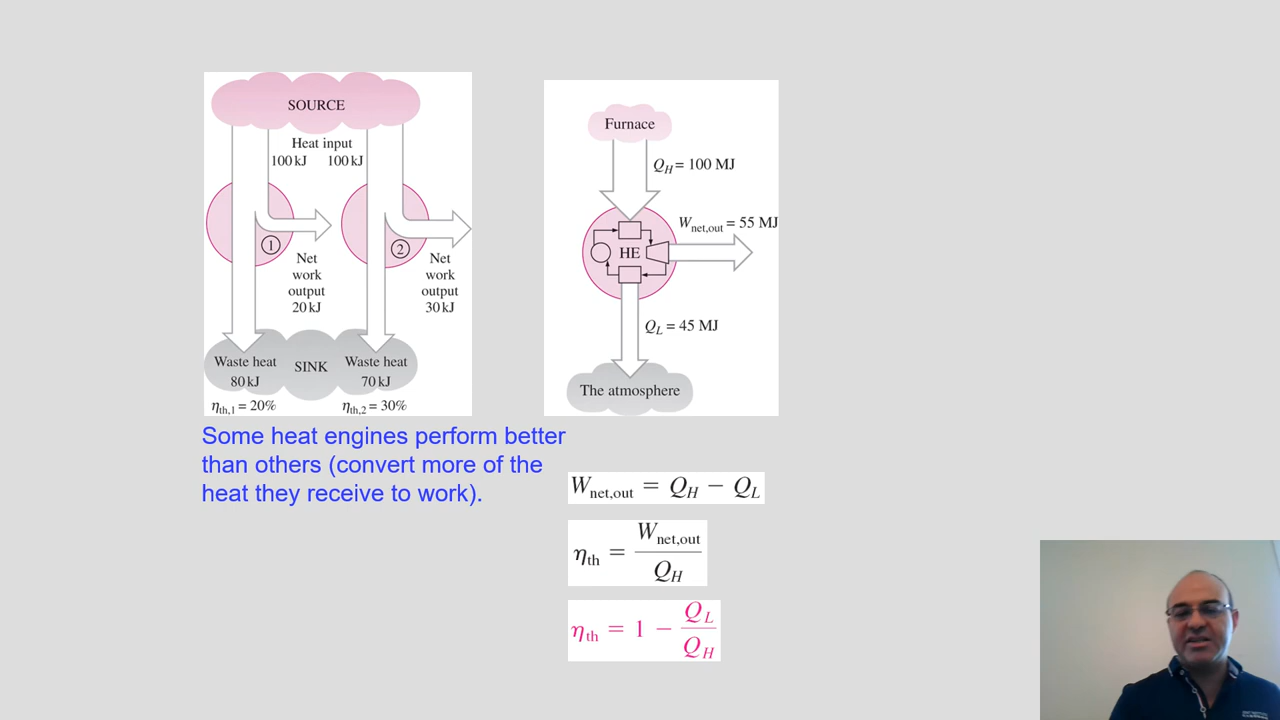 SOURCE
Heat input
100 kJ 100 kJ
1
2
Net
work
output
20 kJ
Net
work
output
30 kJ
Waste heat
80 kJ
SINK
Waste heat
70 kJ
ηth,1 = 20%
ηth,2 = 30%
Some heat engines perform better
than others (convert more of the
heat they receive to work).
Furnace
QH = 100 MJ
Wnet,out = 55 MJ
HE
QL = 45 MJ
The atmosphere
Wnet,out = QH − QL
ηth = Wnet,out / QH
ηth = 1 − QL / QH